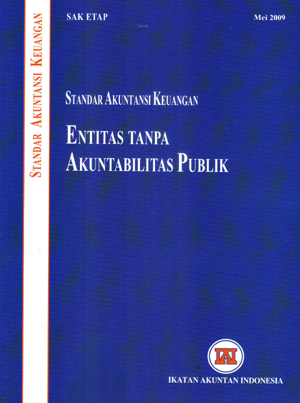 SAK ETAP
Mei 2009
STANDAR AKUNTANSI KEUANGAN
STANDAR AKUNTANSI KEUANGAN
ENTITAS TANPA
AKUNTABILITAS PUBLIK
IAI
IKATAN AKUNTAN INDONESIA